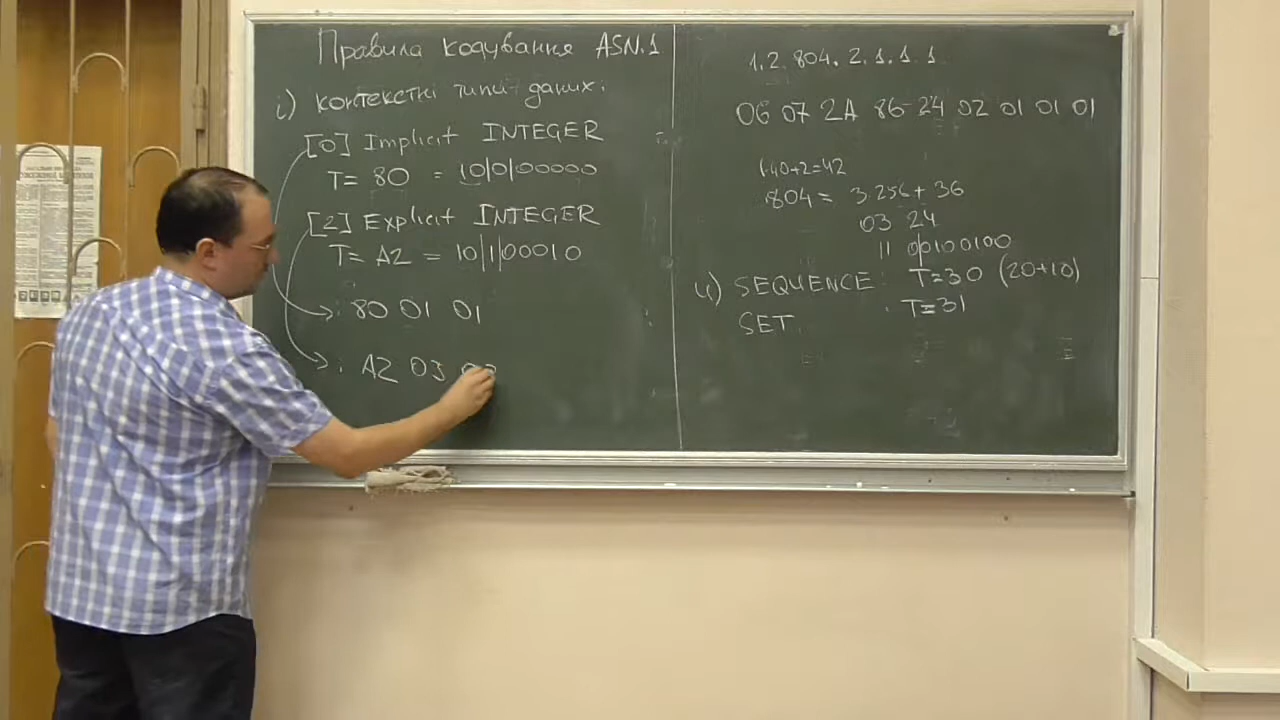 Правила кодування ASN.1
i) контекстні типи даних:
[0] Implicit INTEGER
T = 80 = 10|0|00000
[2] Explicit INTEGER
T = A2 = 10|1|00010
: 80 01 01
: A2 03 02
1.2.804.2.1.1.1
06 07 2A 86 24 02 01 01 01
1·40+2=42
804 = 3·256 + 36
03 24
11 00100100
4) SEQUENCE: T=30 (20+10)
SET : T=31